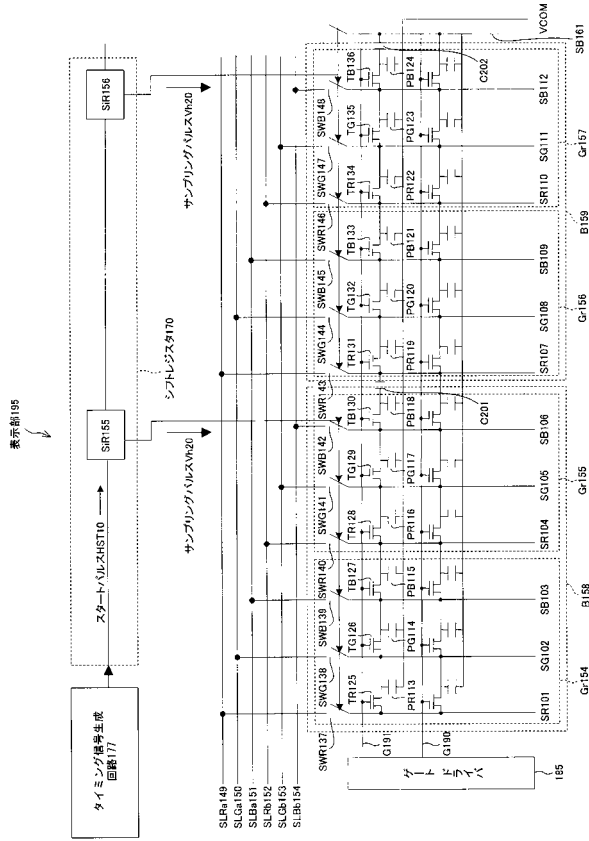 表示部195
タイミング信号生成
回路177
スタートパルスHST10
シフトレジスタ170
SiR155
SiR156
サンプリングパルスVh20
サンプリングパルスVh20
SLRa149
SLGa150
SLBa151
SLRb152
SLGb153
SLBb154
SWR137
SWG138
SWB139
SWR140
SWG141
SWB142
SWR143
SWG144
SWB145
SWR146
SWG147
SWB148
TR125
TG126
TB127
TR128
TG129
TB130
TR131
TG132
TB133
TR134
TG135
TB136
PR113
PG114
PB115
PR116
PG117
PB118
PR119
PG120
PB121
PR122
PG123
PB124
G191
G190
C201
C202
VCOM
SB161
ゲート ドライバ
185
SR101
SG102
SB103
SR104
SG105
SB106
SR107
SG108
SB109
SR110
SG111
SB112
Gr154
B158
Gr155
Gr156
B159
Gr157